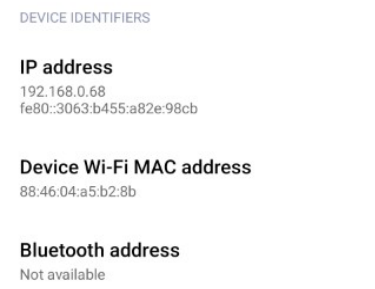 DEVICE IDENTIFIERS
IP address
192.168.0.68
fe80::3063:b455:a82e:98cb
Device Wi-Fi MAC address
88:46:04:a5:b2:8b
Bluetooth address
Not available